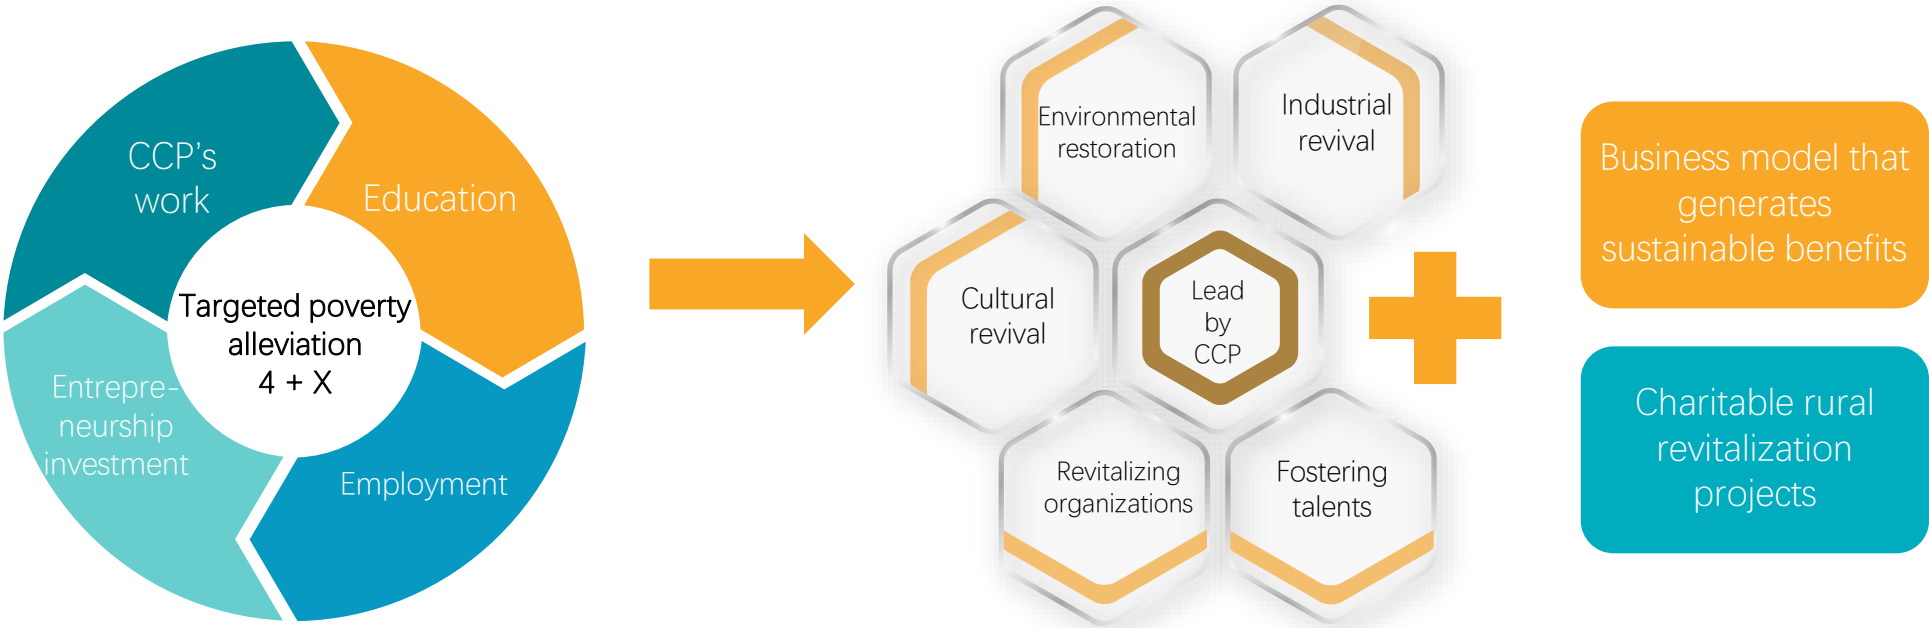 CCP's
work
Education
Targeted poverty
alleviation
4 + X
Entrepre-
neurship
investment
Employment
Environmental
restoration
Industrial
revival
Cultural
revival
Lead
by
CCP
Revitalizing
organizations
Fostering
talents
Business model that
generates
sustainable benefits
Charitable rural
revitalization
projects